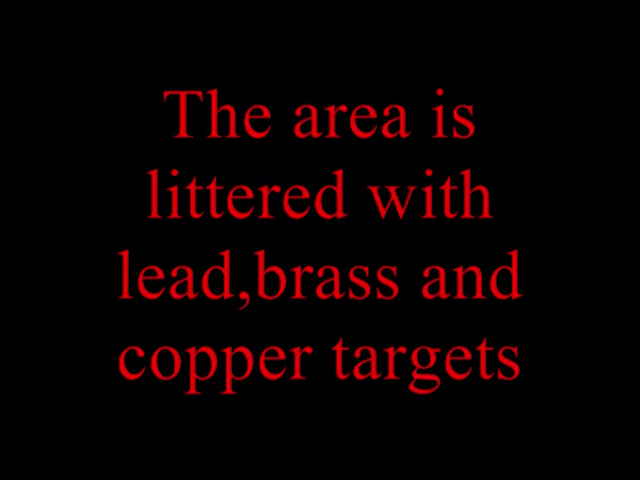 The area is
littered with
lead,brass and
copper targets